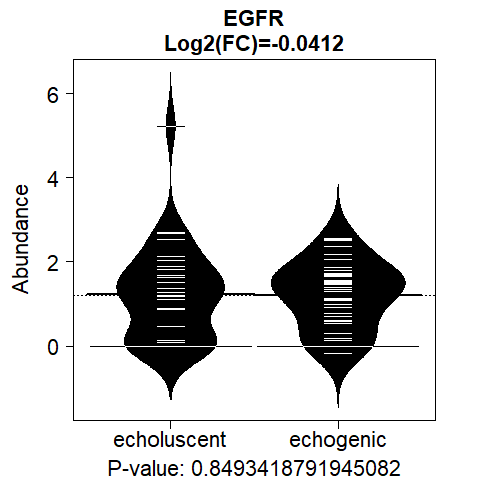 EGFR
Log2(FC)=-0.0412
Abundance
6
4
2
0
echoluscent echogenic
P-value: 0.8493418791945082